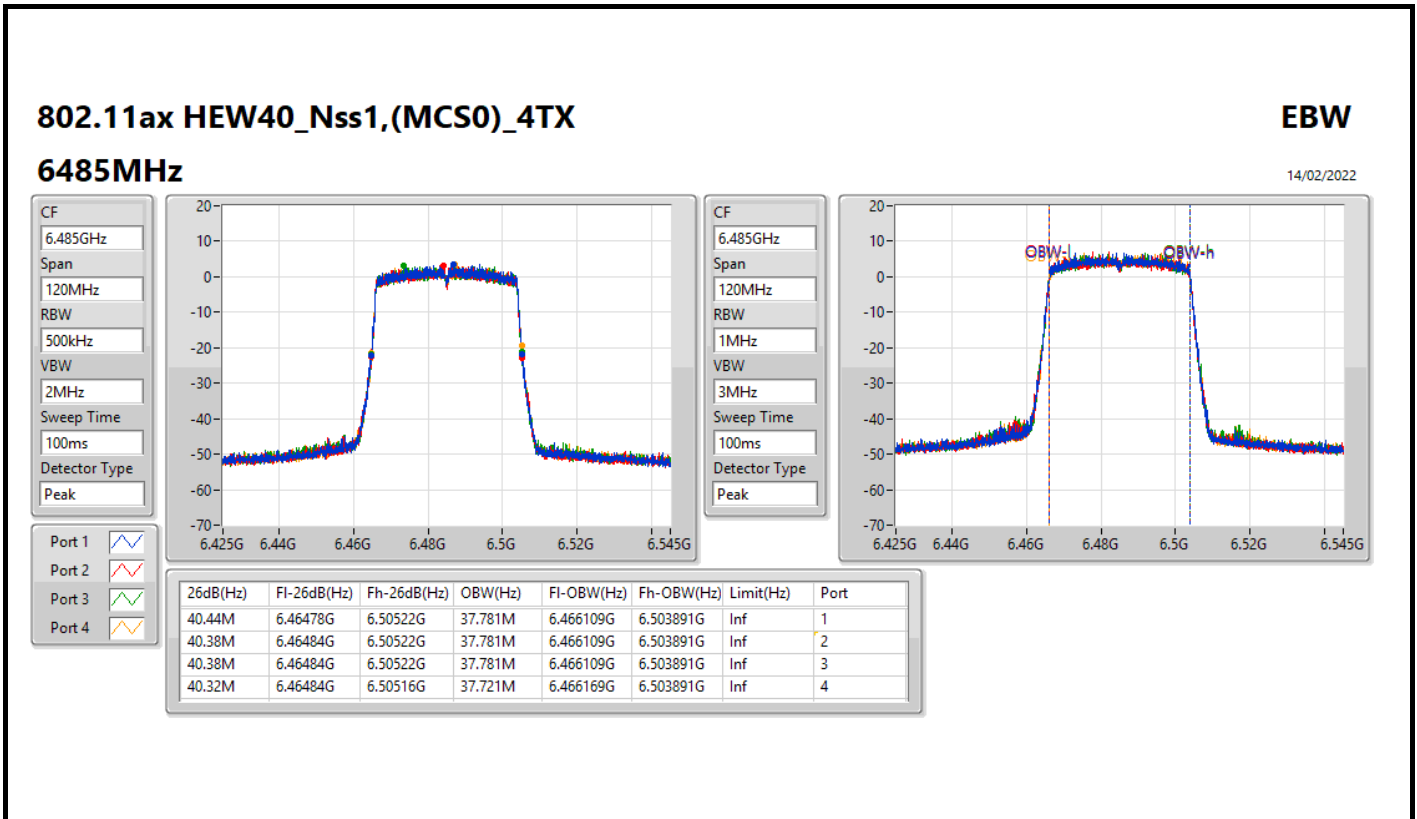 802.11ax HEW40_Nss1,(MCS0)_4TX
EBW
6485MHz
14/02/2022
CF
6.485GHz
Span
120MHz
RBW
500kHz
VBW
2MHz
Sweep Time
100ms
Detector Type
Peak
20
10
0
-10
-20
-30
-40
-50
-60
-70
6.425G 6.44G 6.46G 6.48G 6.5G 6.52G 6.545G
CF
6.485GHz
Span
120MHz
RBW
1MHz
VBW
3MHz
Sweep Time
100ms
Detector Type
Peak
20
10
0
-10
-20
-30
-40
-50
-60
-70
OBW-l OBW-h
6.425G 6.44G 6.46G 6.48G 6.5G 6.52G 6.545G
Port 1
Port 2
Port 3
Port 4
26dB(Hz) Fl-26dB(Hz) Fh-26dB(Hz) OBW(Hz) Fl-OBW(Hz) Fh-OBW(Hz) Limit(Hz) Port
40.44M 6.46478G 6.50522G 37.781M 6.466109G 6.503891G Inf 1
40.38M 6.46484G 6.50522G 37.781M 6.466109G 6.503891G Inf 2
40.38M 6.46484G 6.50522G 37.781M 6.466109G 6.503891G Inf 3
40.32M 6.46484G 6.50516G 37.721M 6.466169G 6.503891G Inf 4